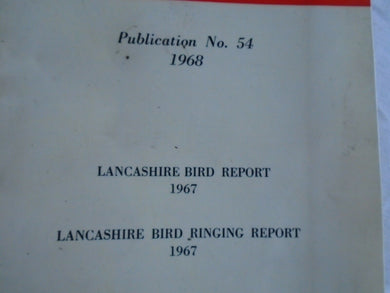 Publication No. 54
1968
LANCASHIRE BIRD REPORT
1967
LANCASHIRE BIRD RINGING REPORT
1967